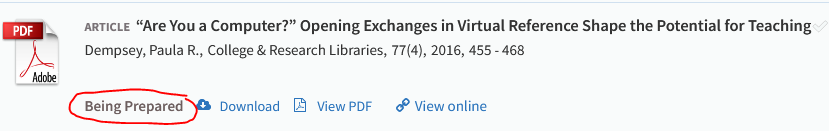 PDF
Adobe
ARTICLE “Are You a Computer?” Opening Exchanges in Virtual Reference Shape the Potential for Teaching
Dempsey, Paula R., College & Research Libraries, 77(4), 2016, 455 - 468
Being Prepared Download View PDF View online